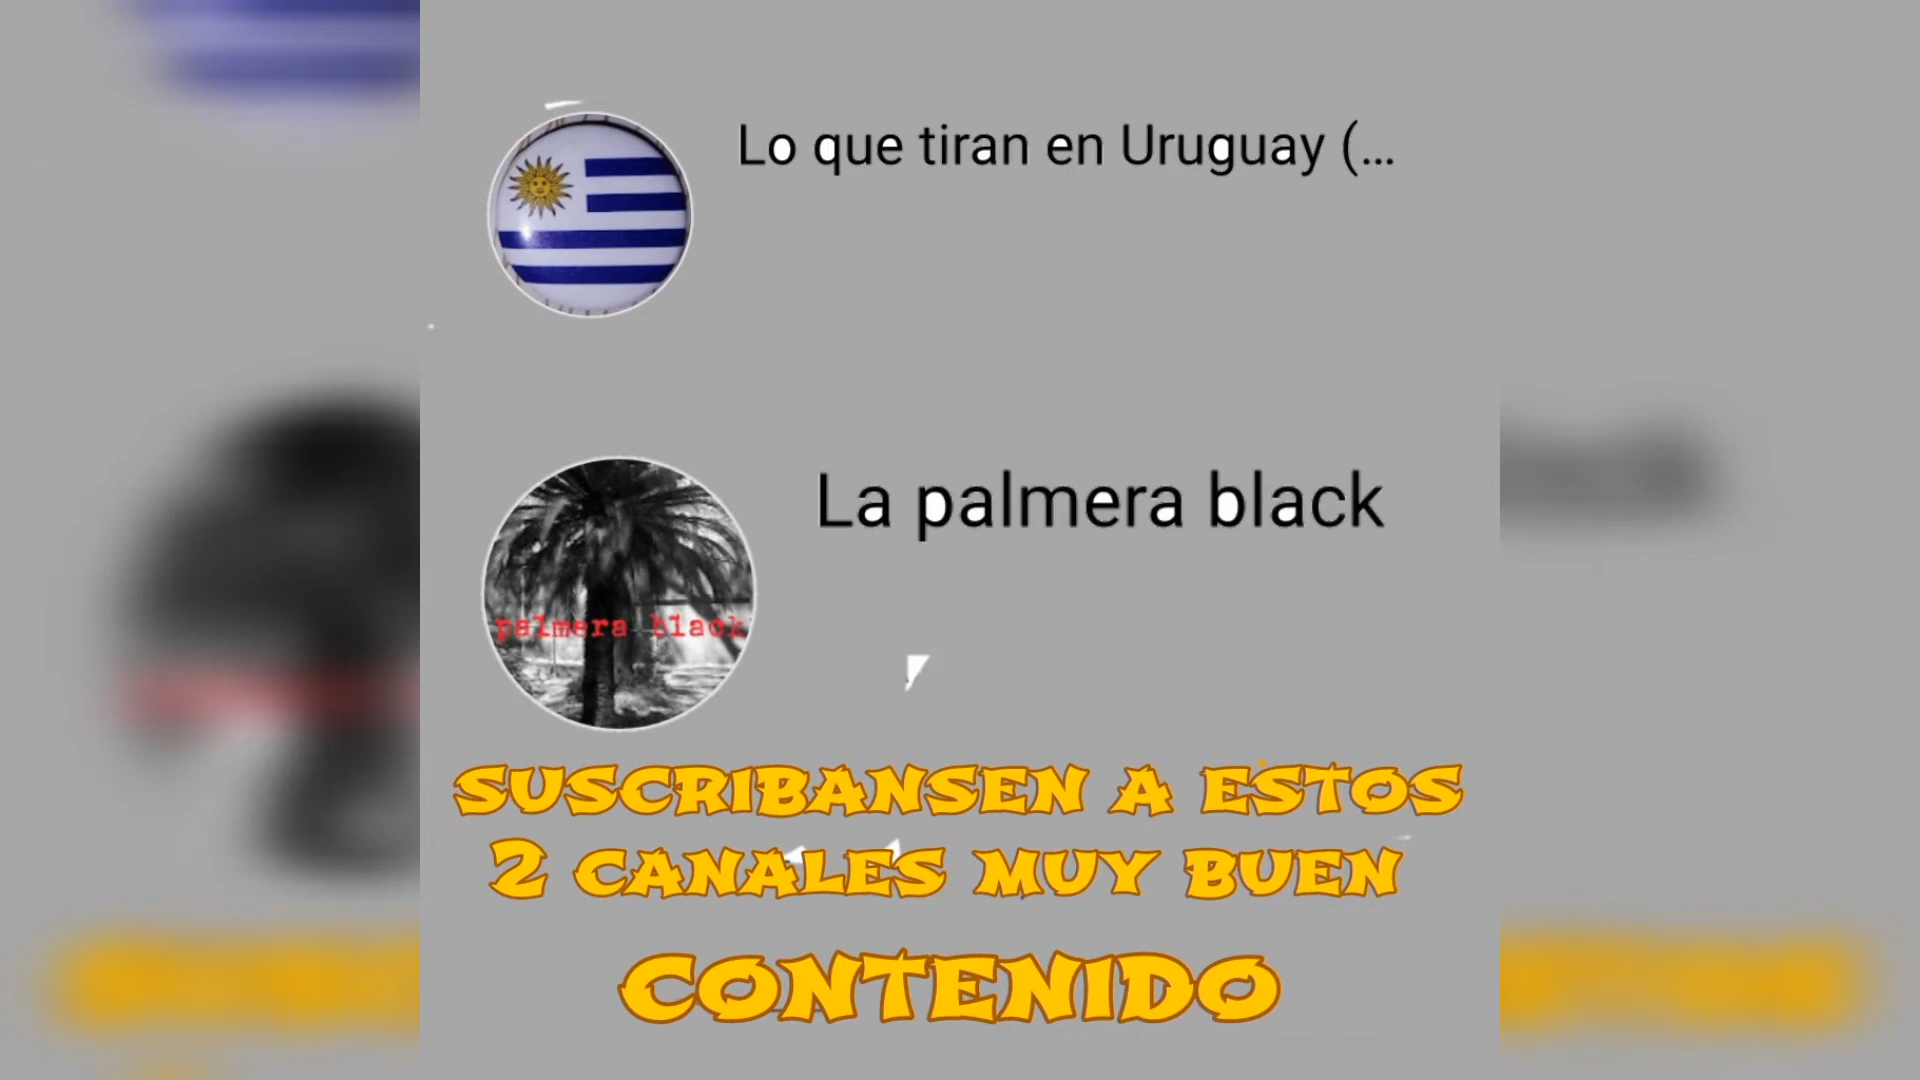 Lo que tiran en Uruguay (...
La palmera black
palmera black
SUSCRIBANSEN A ESTOS
2 CANALES MUY BUEN
CONTENIDO